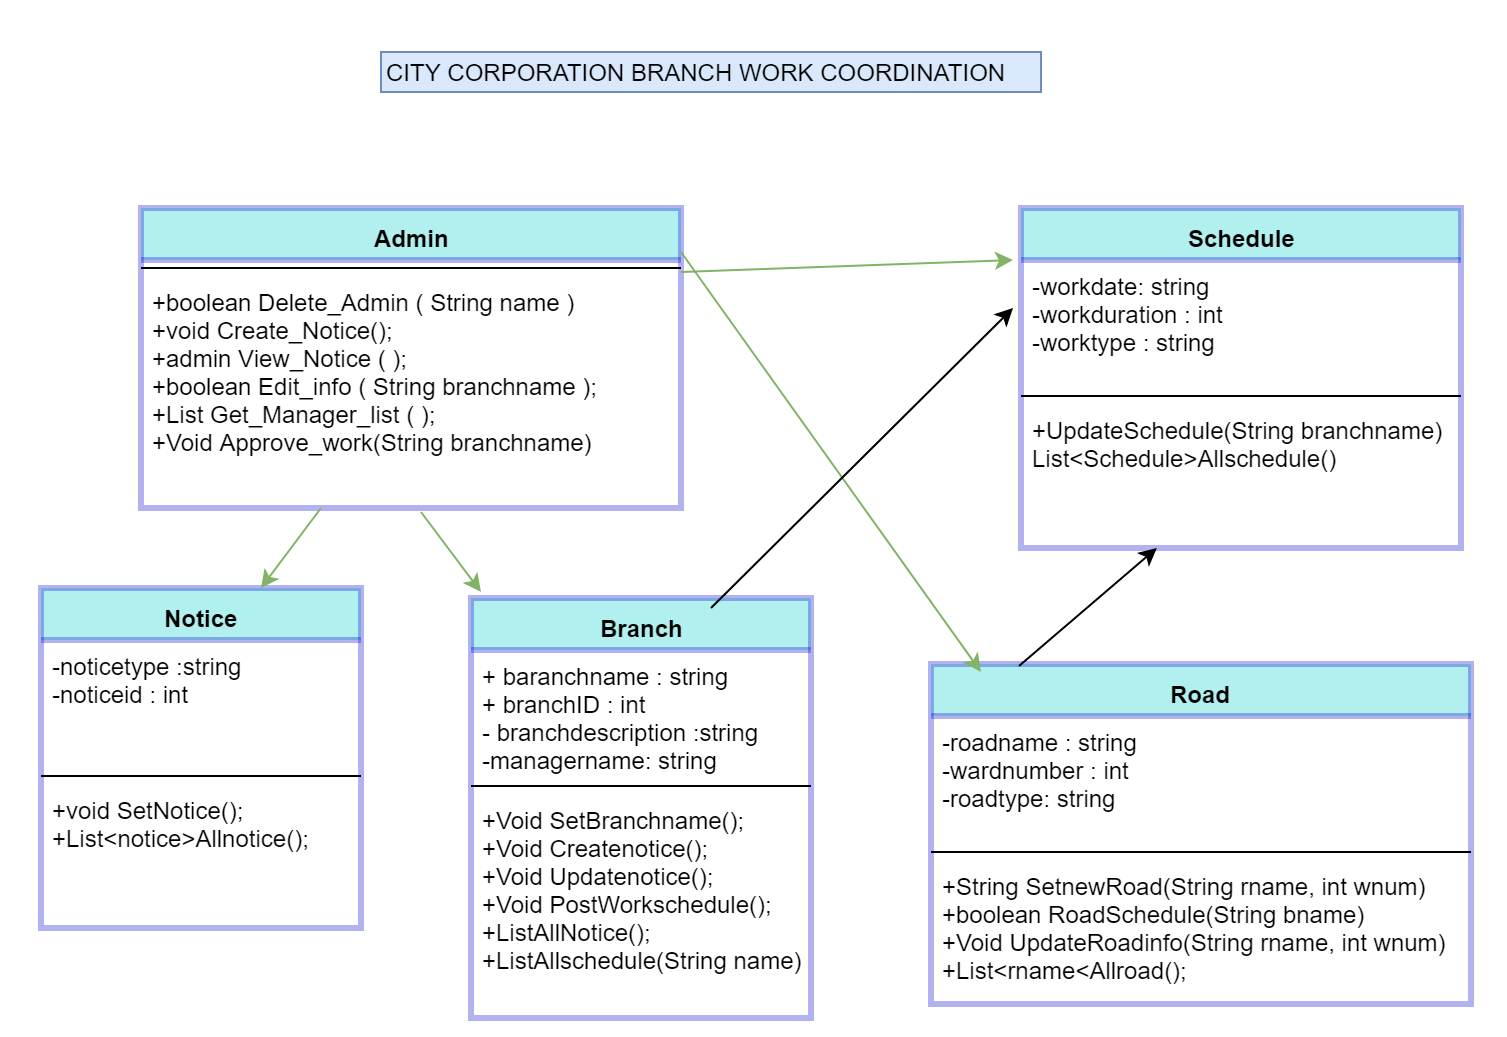 CITY CORPORATION BRANCH WORK COORDINATION
Admin
+boolean Delete_Admin ( String name )
+void Create_Notice();
+admin View_Notice ( );
+boolean Edit_info ( String branchname );
+List Get_Manager_list ( );
+Void Approve_work(String branchname)
Schedule
-workdate: string
-workduration : int
-worktype : string
+UpdateSchedule(String branchname)
List<Schedule>Allschedule()
Notice
-noticetype :string
-noticeid : int
+void SetNotice();
+List<notice>Allnotice();
Branch
+ baranchname : string
+ branchID : int
- branchdescription :string
-managername: string
+Void SetBranchname();
+Void Createnotice();
+Void Updatenotice();
+Void PostWorkschedule();
+ListAllNotice();
+ListAllschedule(String name)
Road
-roadname : string
-wardnumber : int
-roadtype: string
+String SetnewRoad(String rname, int wnum)
+boolean RoadSchedule(String bname)
+Void UpdateRoadinfo(String rname, int wnum)
+List<rname<Allroad();